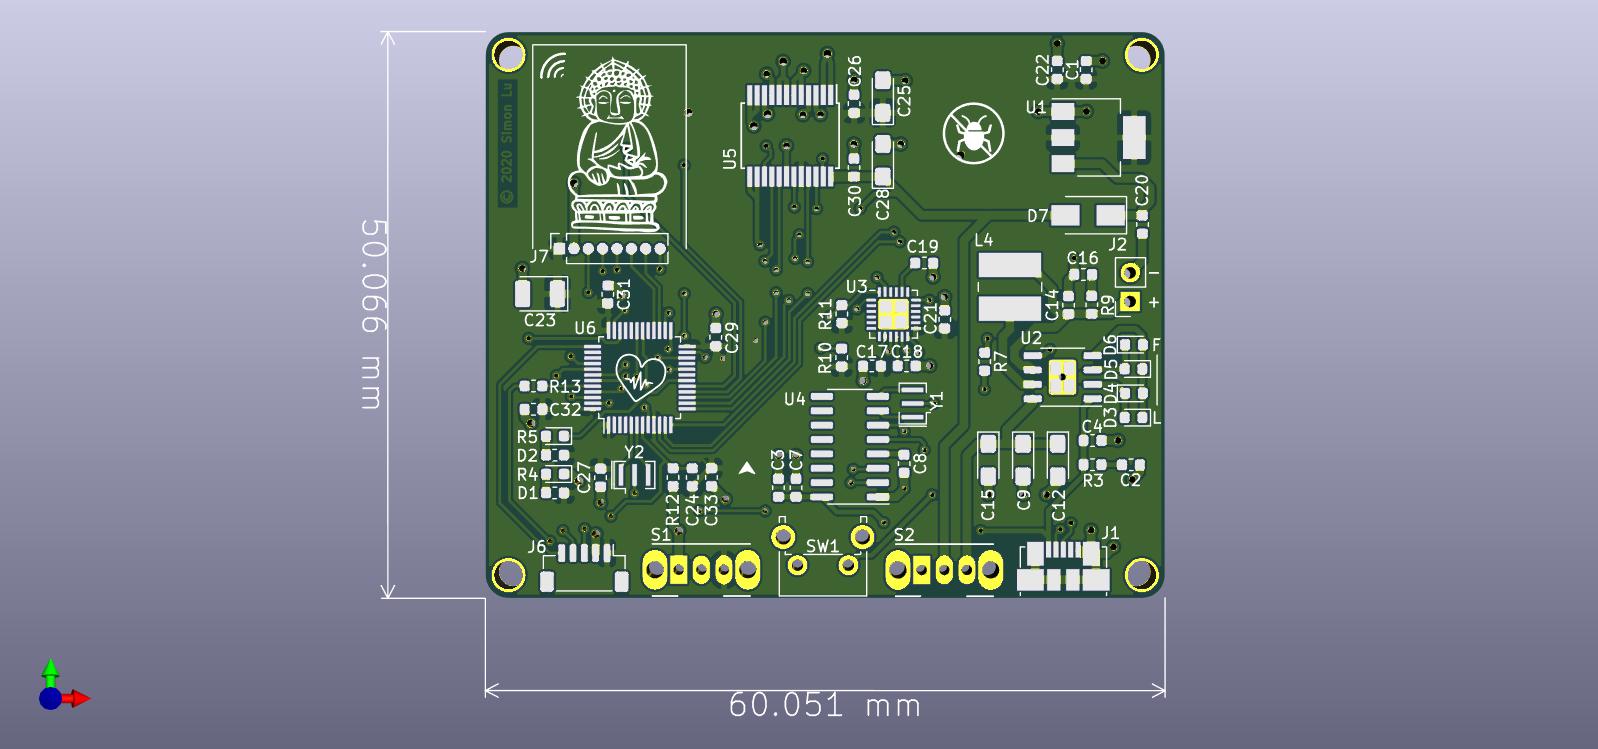 C26
C22
C1
C25
U1
© 2020 Simon Lu
U5
C20
C30
C28
D7
J2
L4
C19
J7
C16
−
U3
C31
C14
R9
+
C23
R11
C21
U6
C29
U2
D6
F
R10
C17
C18
R7
D5
R13
D4
U4
Y1
C32
D3
L
R5
C4
D2
Y2
C3
C7
C8
R4
C27
R3
C2
D1
R12
C24
C33
C15
C9
C12
S1
S2
J1
J6
SW1
50.066 mm
60.051 mm